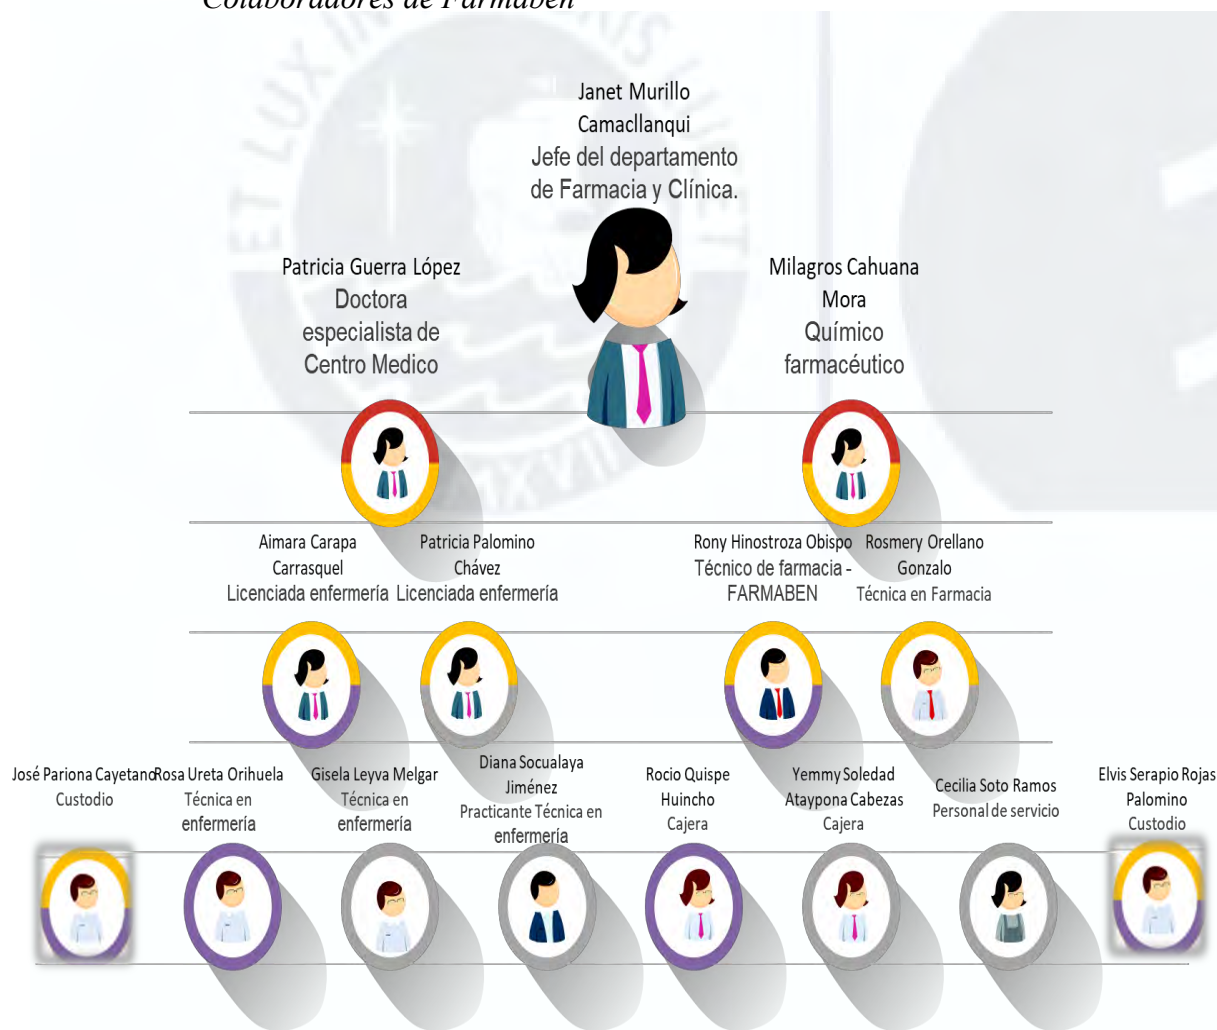 Colaboradores de Farmaben
Janet Murillo
Camacllanqui
Jefe del departamento
de Farmacia y Clínica.
Patricia Guerra López
Doctora
especialista de
Centro Medico
Milagros Cahuana
Mora
Químico
farmacéutico
Aimara Carapa
Carrasquel
Licenciada enfermería
Patricia Palomino
Chávez
Licenciada enfermería
Rony Hinostroza Obispo
Técnico de farmacia -
FARMABEN
Rosmery Orellano
Gonzalo
Técnica en Farmacia
José Pariona Cayetano
Custodio
Rosa Ureta Orihuela
Técnica en
enfermería
Gisela Leyva Melgar
Técnica en
enfermería
Diana Socualaya
Jiménez
Practicante Técnica en
enfermería
Rocio Quispe
Huincho
Cajera
Yemmy Soledad
Ataypona Cabezas
Cajera
Cecilia Soto Ramos
Personal de servicio
Elvis Serapio Rojas
Palomino
Custodio